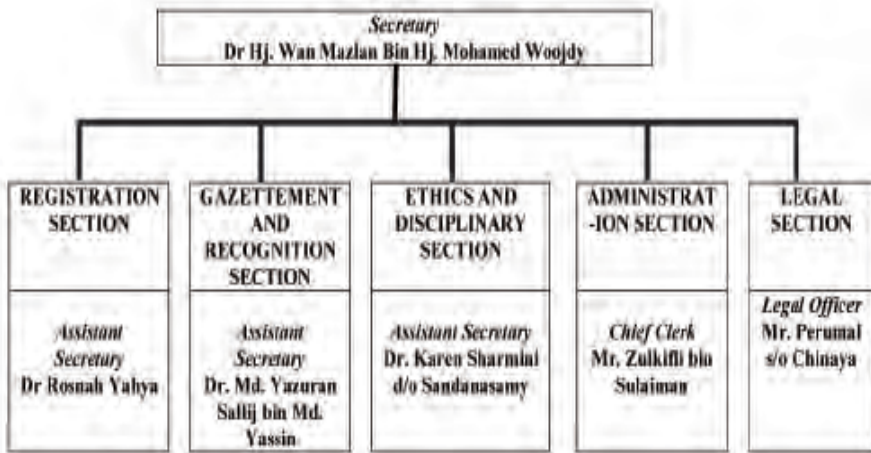 Secretary
Dr Hj. Wan Mazlan Bin Hj. Mohamed Woojdy
REGISTRATION
SECTION
Assistant
Secretary
Dr Rosnah Yahya
GAZETTEMENT
AND
RECOGNITION
SECTION
Assistant
Secretary
Dr. Md. Yazuran
Sallij bin Md.
Yassin
ETHICS AND
DISCIPLINARY
SECTION
Assistant Secretary
Dr. Karen Sharmini
d/o Sandanasamy
ADMINISTRAT
-ION SECTION
Chief Clerk
Mr. Zulkifli bin
Sulaiman
LEGAL
SECTION
Legal Officer
Mr. Perumal
s/o Chinaya